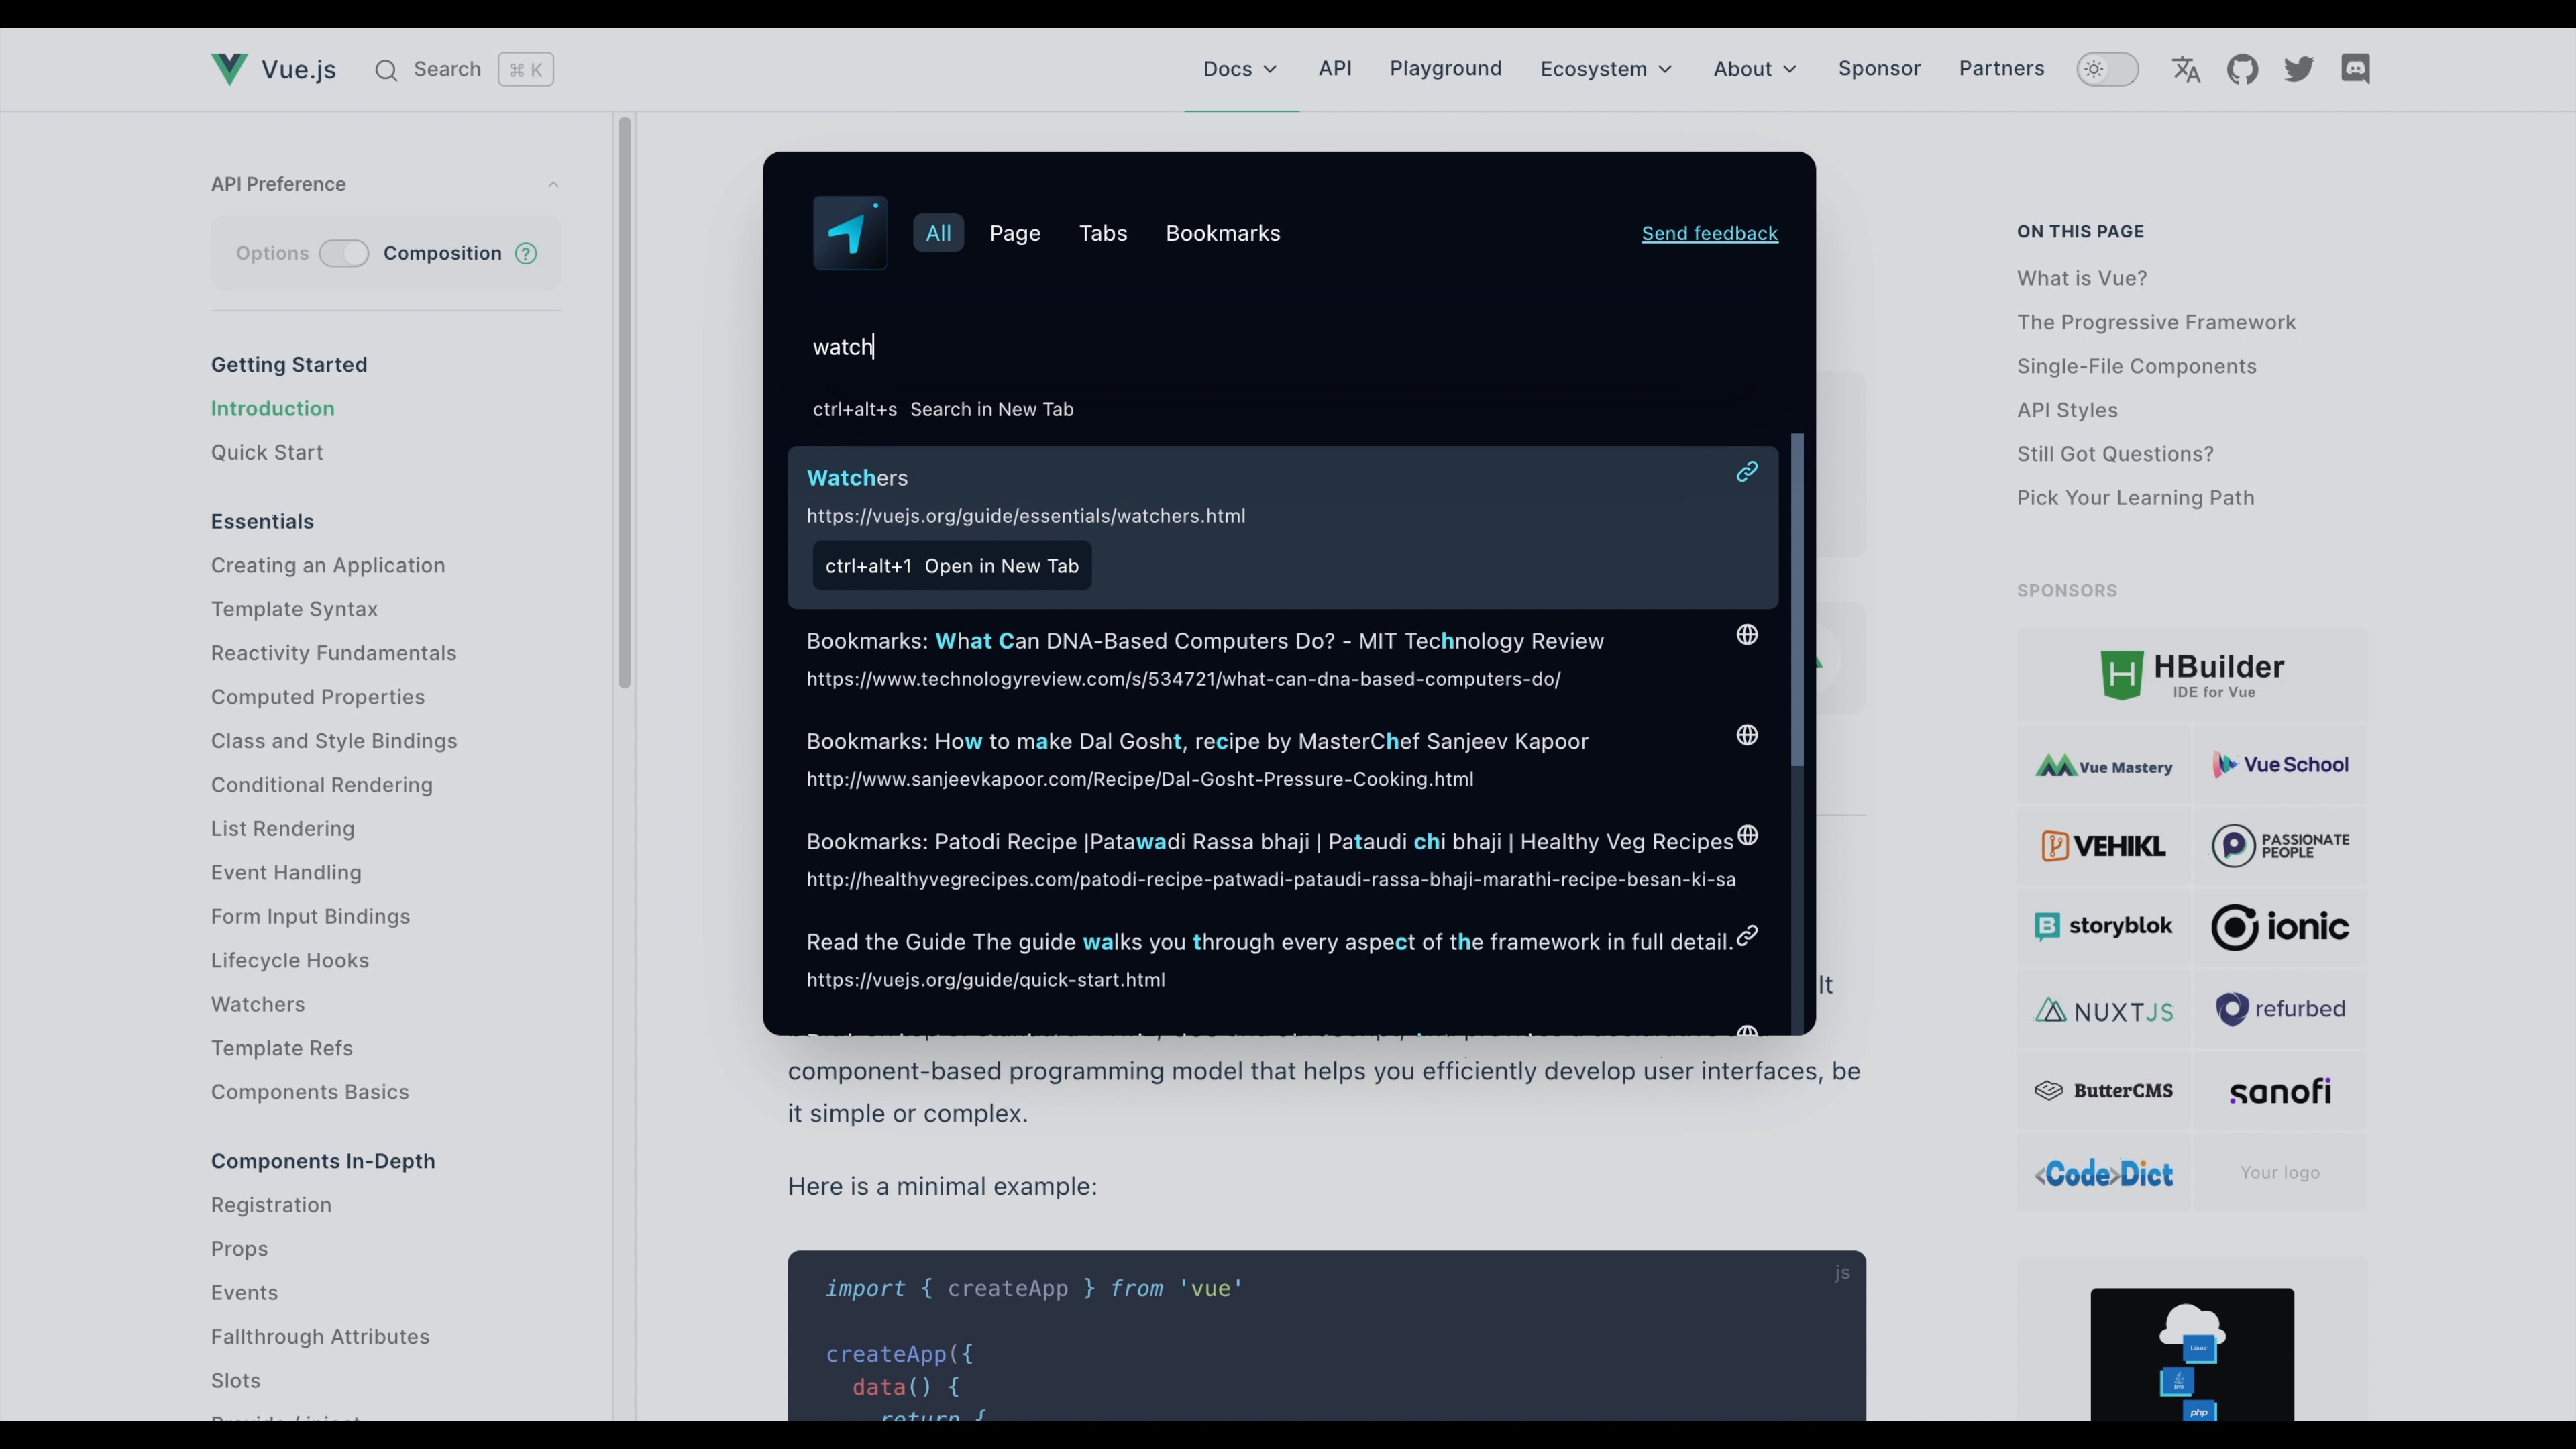 Vue.js
Search
⌘ K
Docs
API
Playground
Ecosystem
About
Sponsor
Partners
API Preference
Options
Composition
?
Getting Started
Introduction
Quick Start
Essentials
Creating an Application
Template Syntax
Reactivity Fundamentals
Computed Properties
Class and Style Bindings
Conditional Rendering
List Rendering
Event Handling
Form Input Bindings
Lifecycle Hooks
Watchers
Template Refs
Components Basics
Components In-Depth
Registration
Props
Events
Fallthrough Attributes
Slots
Provide / inject
All
Page
Tabs
Bookmarks
Send feedback
watch
ctrl+alt+s Search in New Tab
Watchers
https://vuejs.org/guide/essentials/watchers.html
ctrl+alt+1 Open in New Tab
Bookmarks: What Can DNA-Based Computers Do? - MIT Technology Review
https://www.technologyreview.com/s/534721/what-can-dna-based-computers-do/
Bookmarks: How to make Dal Gosht, recipe by MasterChef Sanjeev Kapoor
http://www.sanjeevkapoor.com/Recipe/Dal-Gosht-Pressure-Cooking.html
Bookmarks: Patodi Recipe |Patawadi Rassa bhaji | Pataudi chi bhaji | Healthy Veg Recipes
http://healthyvegrecipes.com/patodi-recipe-patwadi-pataudi-rassa-bhaji-marathi-recipe-besan-ki-sa
Read the Guide The guide walks you through every aspect of the framework in full detail.
https://vuejs.org/guide/quick-start.html
It
component-based programming model that helps you efficiently develop user interfaces, be
it simple or complex.
Here is a minimal example:
js
import { createApp } from 'vue'
createApp({
data() {
return {
ON THIS PAGE
What is Vue?
The Progressive Framework
Single-File Components
API Styles
Still Got Questions?
Pick Your Learning Path
SPONSORS
HBuilder
IDE for Vue
Vue Mastery
Vue School
VEHIKL
PASSIONATE
PEOPLE
storyblok
ionic
NUXTJS
refurbed
ButterCMS
sanofi
<Code>Dict
Your logo
Linux
Java
php